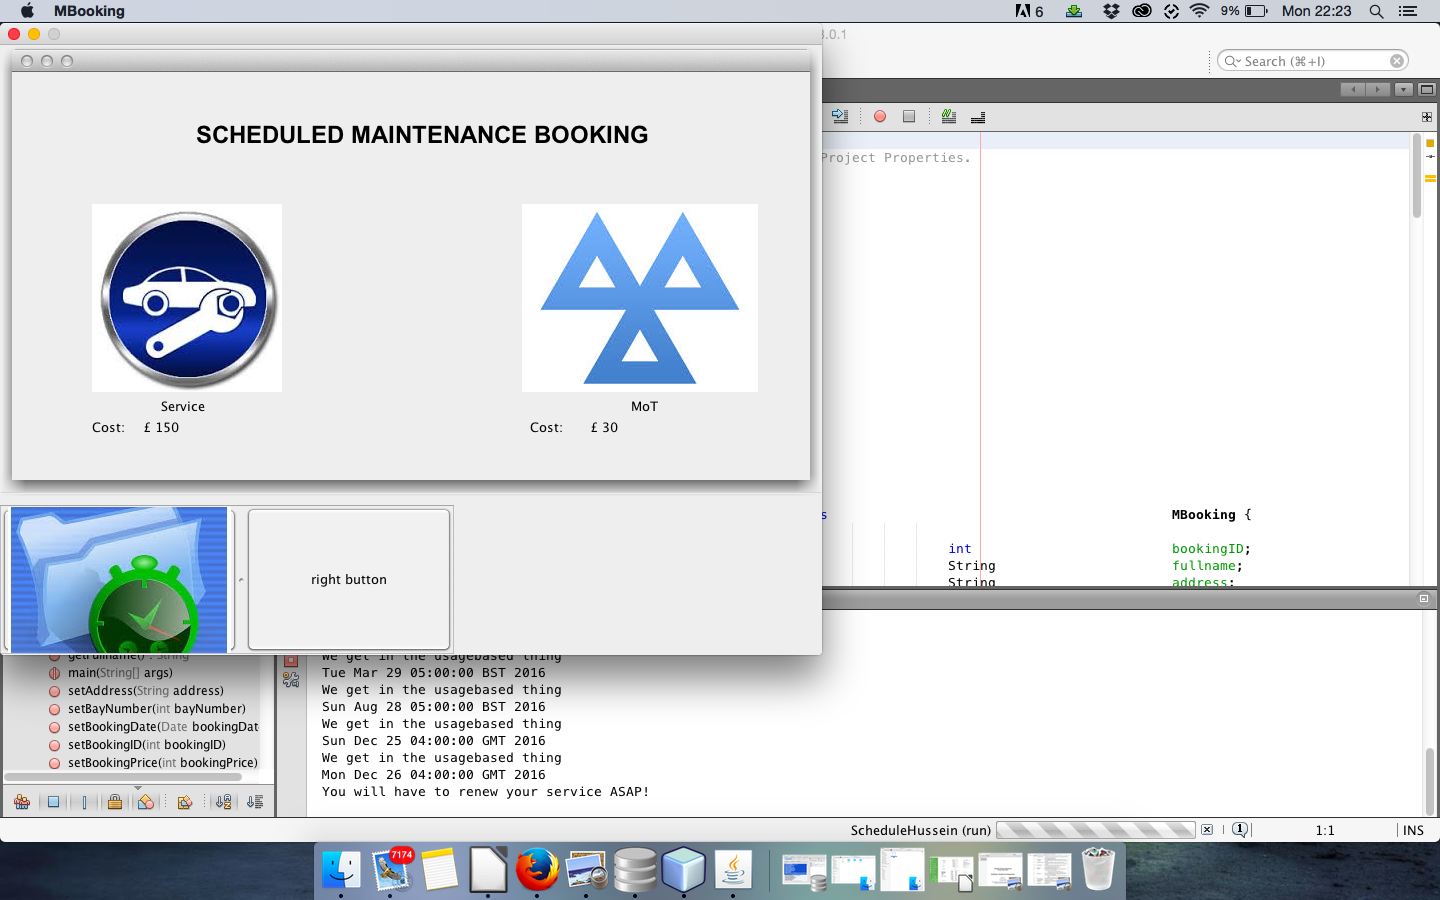 MBooking
6
9%
Mon 22:23
8.0.1
Search (⌘+I)
SCHEDULED MAINTENANCE BOOKING
Project Properties.
Service
MoT
Cost: £ 150
Cost: £ 30
s
MBooking {
int
bookingID;
String
fullname;
String
address;
right button
getFullname() : String
main(String[] args)
setAddress(String address)
setBayNumber(int bayNumber)
setBookingDate(Date bookingDat
setBookingID(int bookingID)
setBookingPrice(int bookingPrice)
We get in the usagebased thing
Tue Mar 29 05:00:00 BST 2016
We get in the usagebased thing
Sun Aug 28 05:00:00 BST 2016
We get in the usagebased thing
Sun Dec 25 04:00:00 GMT 2016
We get in the usagebased thing
Mon Dec 26 04:00:00 GMT 2016
You will have to renew your service ASAP!
ScheduleHussein (run)
1
1:1
INS
7174